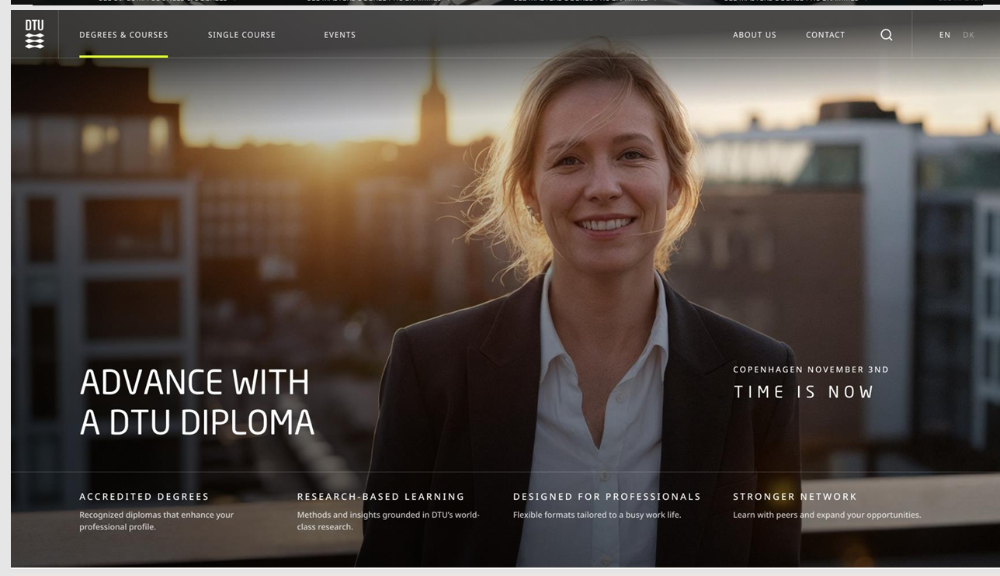 DTU
DEGREES & COURSES
SINGLE COURSE
EVENTS
ABOUT US
CONTACT
EN
DK
ADVANCE WITH
A DTU DIPLOMA
COPENHAGEN NOVEMBER 3ND
TIME IS NOW
ACCREDITED DEGREES
Recognized diplomas that enhance your
professional profile.
RESEARCH-BASED LEARNING
Methods and insights grounded in DTU's world-
class research.
DESIGNED FOR PROFESSIONALS
Flexible formats tailored to a busy work life.
STRONGER NETWORK
Learn with peers and expand your opportunities.